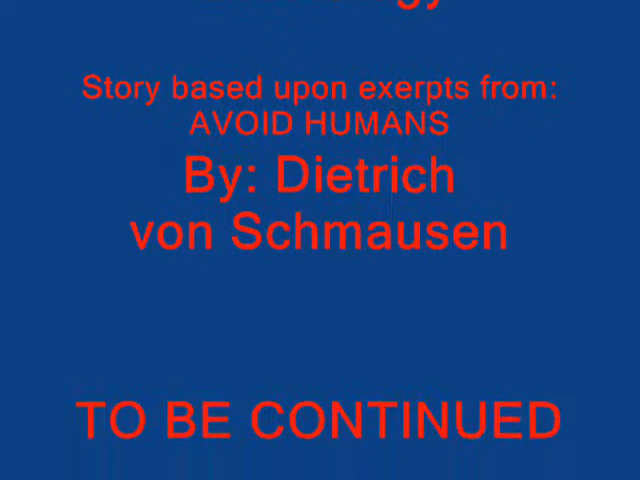 Story based upon exerpts from:
AVOID HUMANS
By: Dietrich
von Schmausen
TO BE CONTINUED